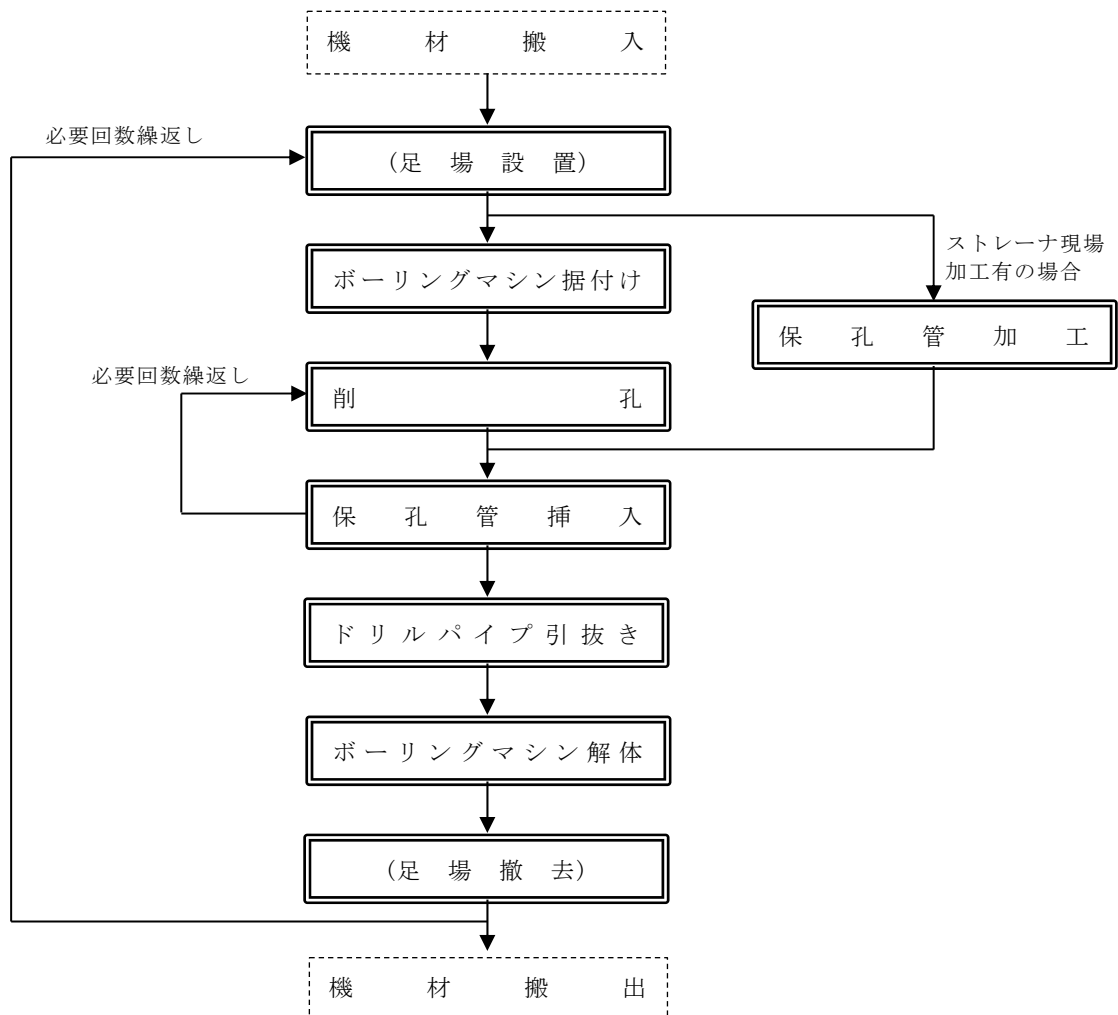 機材搬入
必要回数繰返し
(足場設置)
ストレーナ現場
加工有の場合
ボーリングマシン据付け
保孔管加工
必要回数繰返し
削孔
保孔管挿入
ドリルパイプ引抜き
ボーリングマシン解体
(足場撤去)
機材搬出